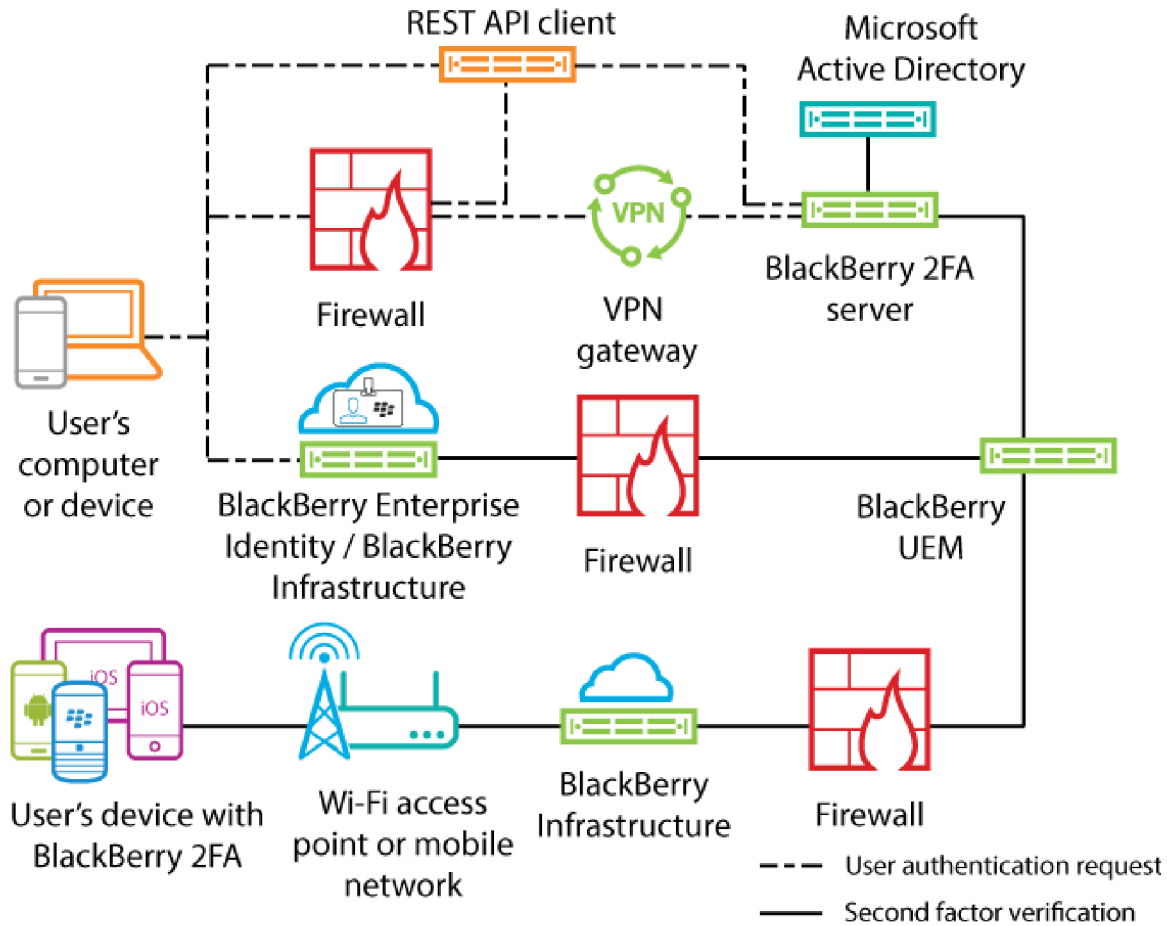 REST API client
Microsoft
Active Directory
VPN
Firewall
VPN
gateway
BlackBerry 2FA
server
User's
computer
or device
BlackBerry Enterprise
Identity / BlackBerry
Infrastructure
Firewall
BlackBerry
UEM
iOS
iOS
User's device with
BlackBerry 2FA
Wi-Fi access
point or mobile
network
BlackBerry
Infrastructure
Firewall
User authentication request
Second factor verification